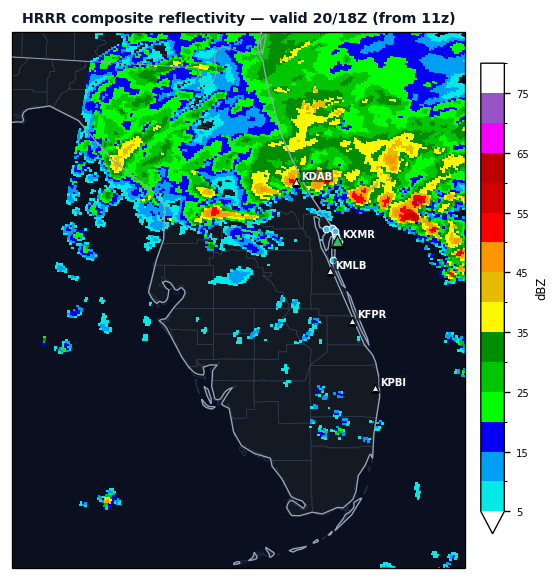 HRRR composite reflectivity — valid 20/18Z (from 11z)
75
KDAB
65
55
KXMR
KMLB
45
dBZ
KFPR
35
KPBI
25
15
5